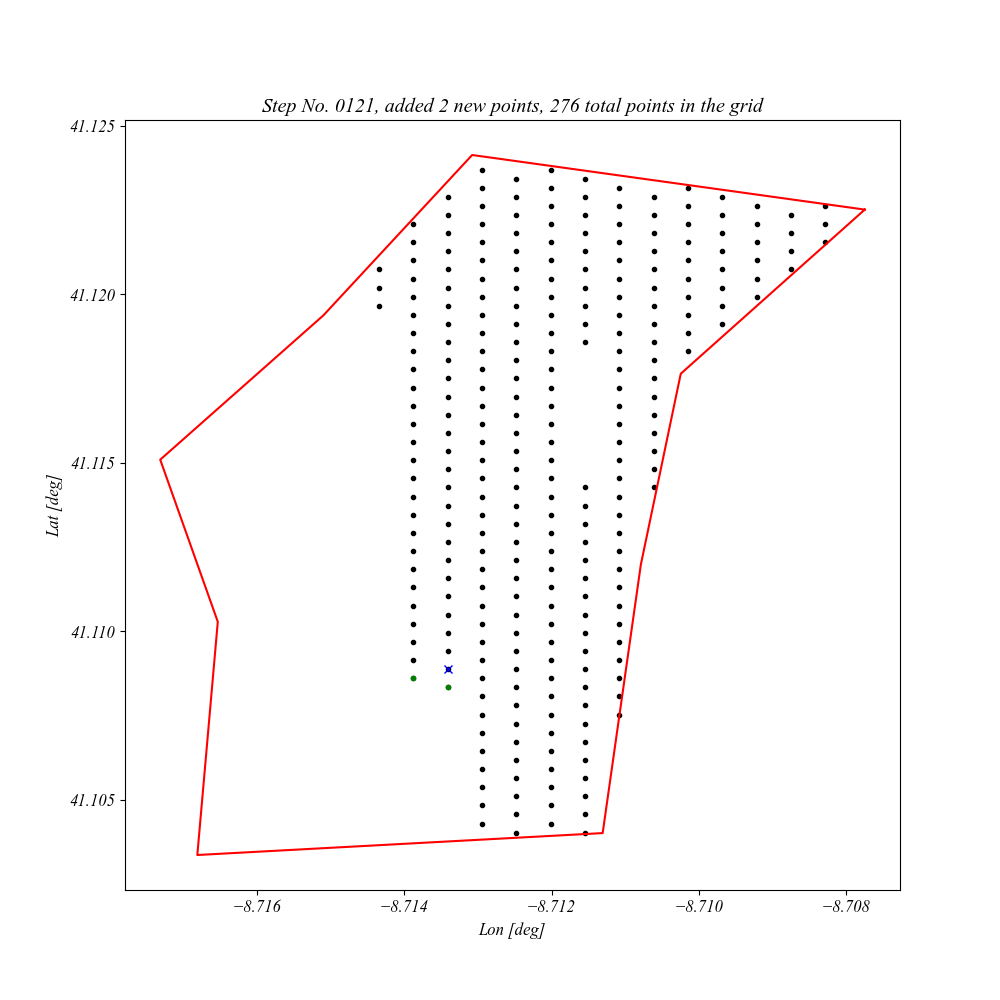 Step No. 0121, added 2 new points, 276 total points in the grid
41.125
41.120
41.115
41.110
41.105
Lat [deg]
−8.716 −8.714 −8.712 −8.710 −8.708
Lon [deg]